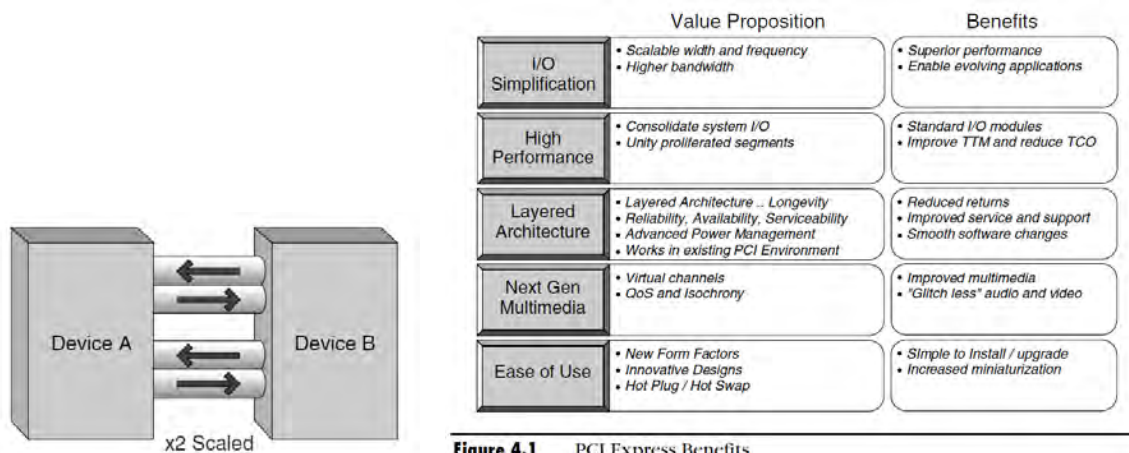 Device A
Device B
x2 Scaled
Value Proposition
Benefits
I/O
Simplification
• Scalable width and frequency
• Higher bandwidth
• Superior performance
• Enable evolving applications
High
Performance
• Consolidate system I/O
• Unity proliferated segments
• Standard I/O modules
• Improve TTM and reduce TCO
Layered
Architecture
• Layered Architecture .. Longevity
• Reliability, Availability, Serviceability
• Advanced Power Management
• Works in existing PCI Environment
• Reduced returns
• Improved service and support
• Smooth software changes
Next Gen
Multimedia
• Virtual channels
• QoS and Isochrony
• Improved multimedia
• "Glitch less" audio and video
Ease of Use
• New Form Factors
• Innovative Designs
• Hot Plug / Hot Swap
• SImple to Install / upgrade
• Increased miniaturization
Figure 4.1 PCI Express Benefits